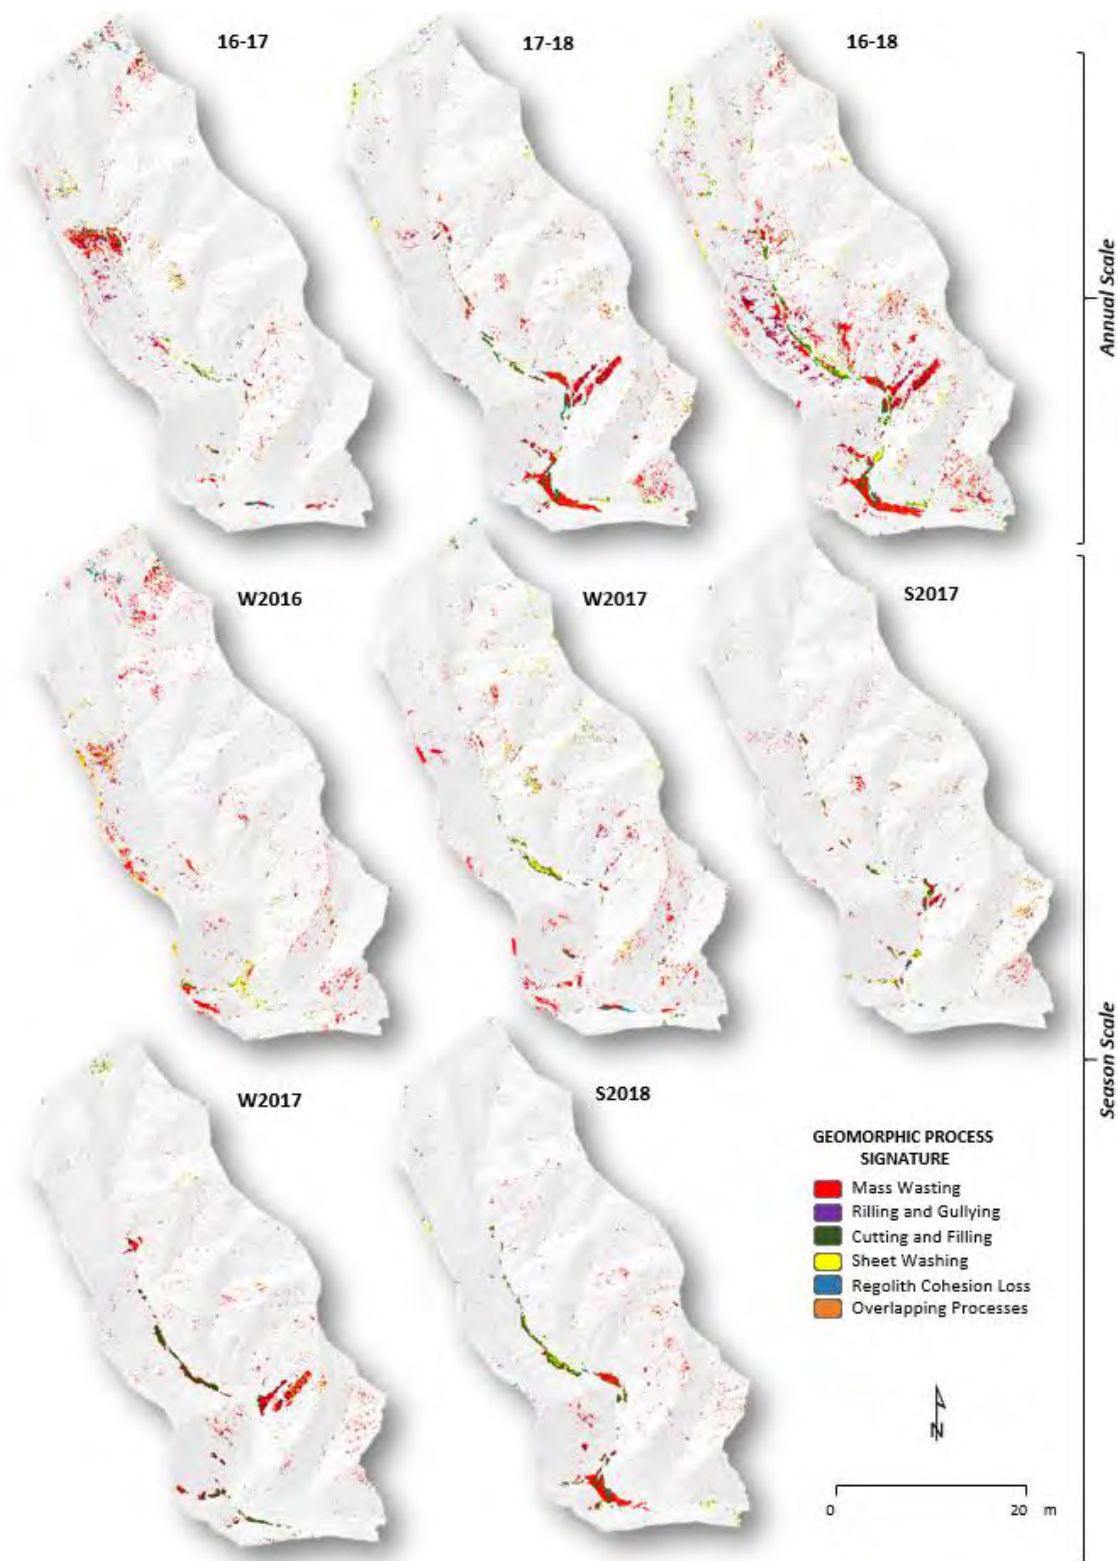 16-17
17-18
16-18
Annual Scale
W2016
W2017
S2017
Season Scale
W2017
S2018
GEOMORPHIC PROCESS
SIGNATURE
Mass Wasting
Rilling and Gullying
Cutting and Filling
Sheet Washing
Regolith Cohesion Loss
Overlapping Processes
N
0 20 m